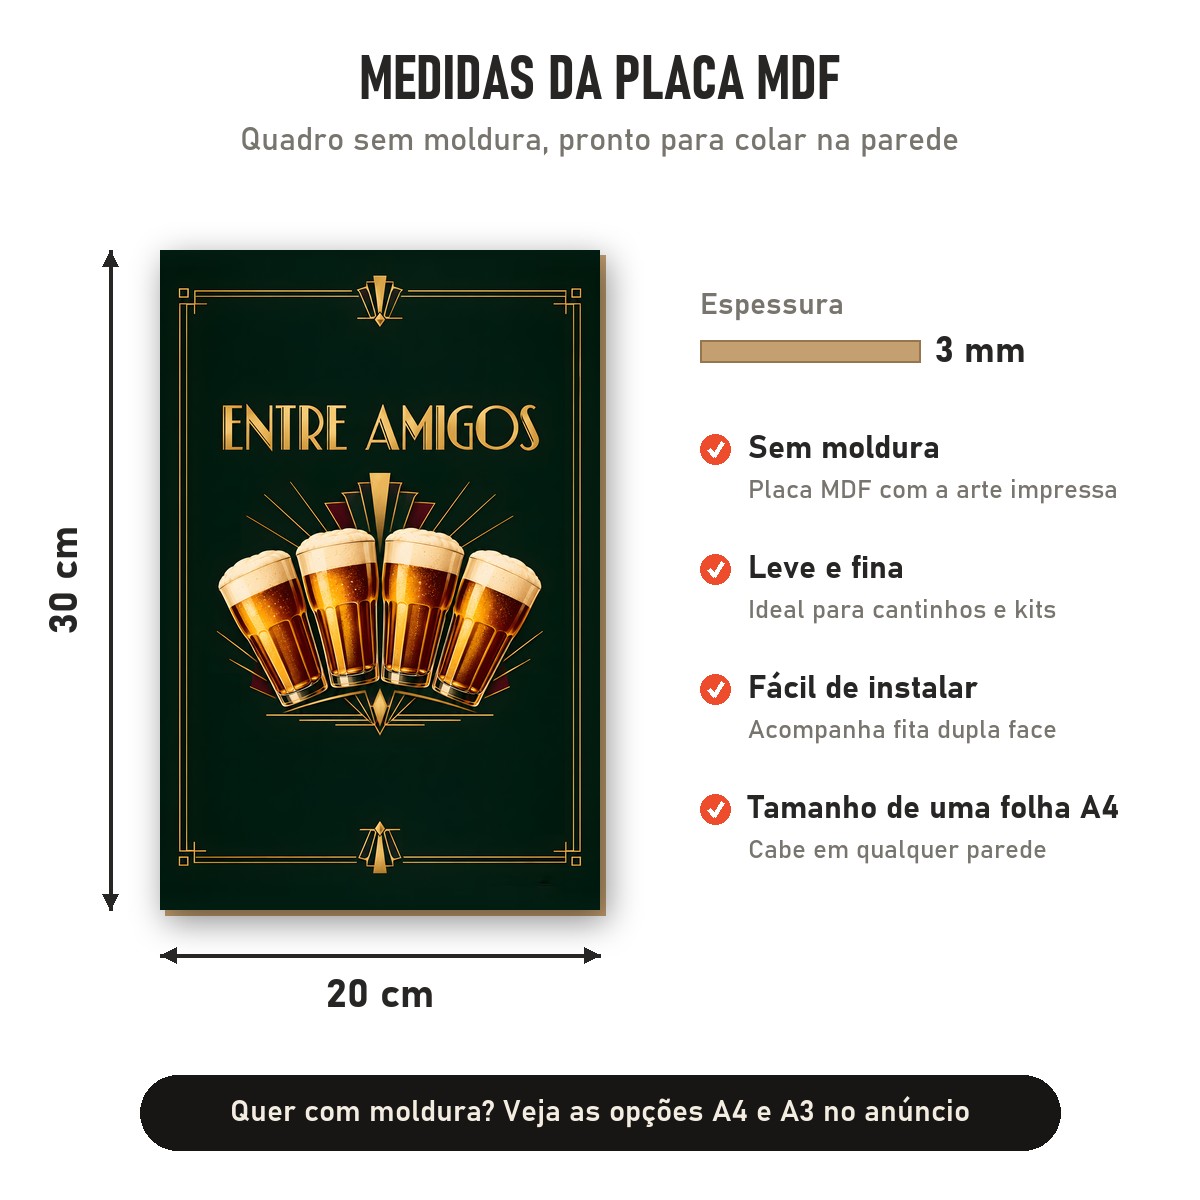 MEDIDAS DA PLACA MDF
Quadro sem moldura, pronto para colar na parede
ENTRE AMIGOS
30 cm
20 cm
Espessura
3 mm
Sem moldura
Placa MDF com a arte impressa
Leve e fina
Ideal para cantinhos e kits
Fácil de instalar
Acompanha fita dupla face
Tamanho de uma folha A4
Cabe em qualquer parede
Quer com moldura? Veja as opções A4 e A3 no anúncio